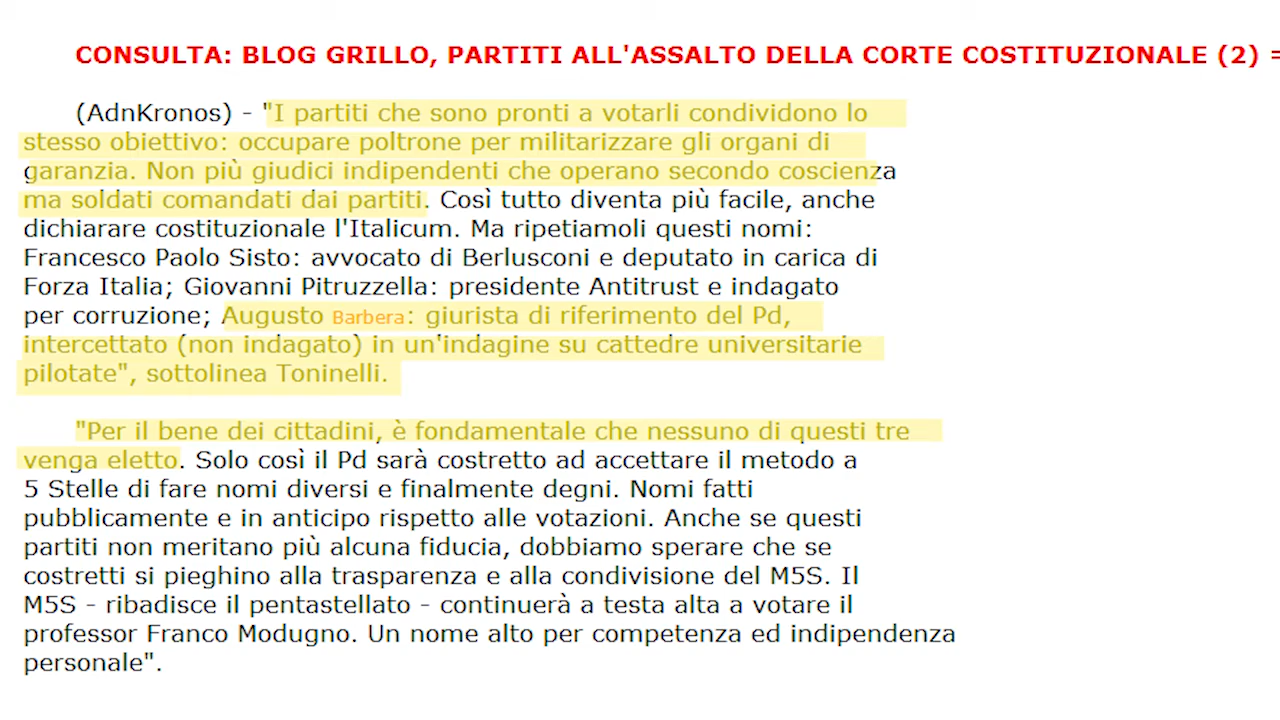 CONSULTA: BLOG GRILLO, PARTITI ALL'ASSALTO DELLA CORTE COSTITUZIONALE (2) =
(AdnKronos) - "I partiti che sono pronti a votarli condividono lo
stesso obiettivo: occupare poltrone per militarizzare gli organi di
garanzia. Non più giudici indipendenti che operano secondo coscienza
ma soldati comandati dai partiti. Così tutto diventa più facile, anche
dichiarare costituzionale l'Italicum. Ma ripetiamoli questi nomi:
Francesco Paolo Sisto: avvocato di Berlusconi e deputato in carica di
Forza Italia; Giovanni Pitruzzella: presidente Antitrust e indagato
per corruzione; Augusto Barbera: giurista di riferimento del Pd,
intercettato (non indagato) in un'indagine su cattedre universitarie
pilotate", sottolinea Toninelli.
"Per il bene dei cittadini, è fondamentale che nessuno di questi tre
venga eletto. Solo così il Pd sarà costretto ad accettare il metodo a
5 Stelle di fare nomi diversi e finalmente degni. Nomi fatti
pubblicamente e in anticipo rispetto alle votazioni. Anche se questi
partiti non meritano più alcuna fiducia, dobbiamo sperare che se
costretti si pieghino alla trasparenza e alla condivisione del M5S. Il
M5S - ribadisce il pentastellato - continuerà a testa alta a votare il
professor Franco Modugno. Un nome alto per competenza ed indipendenza
personale".